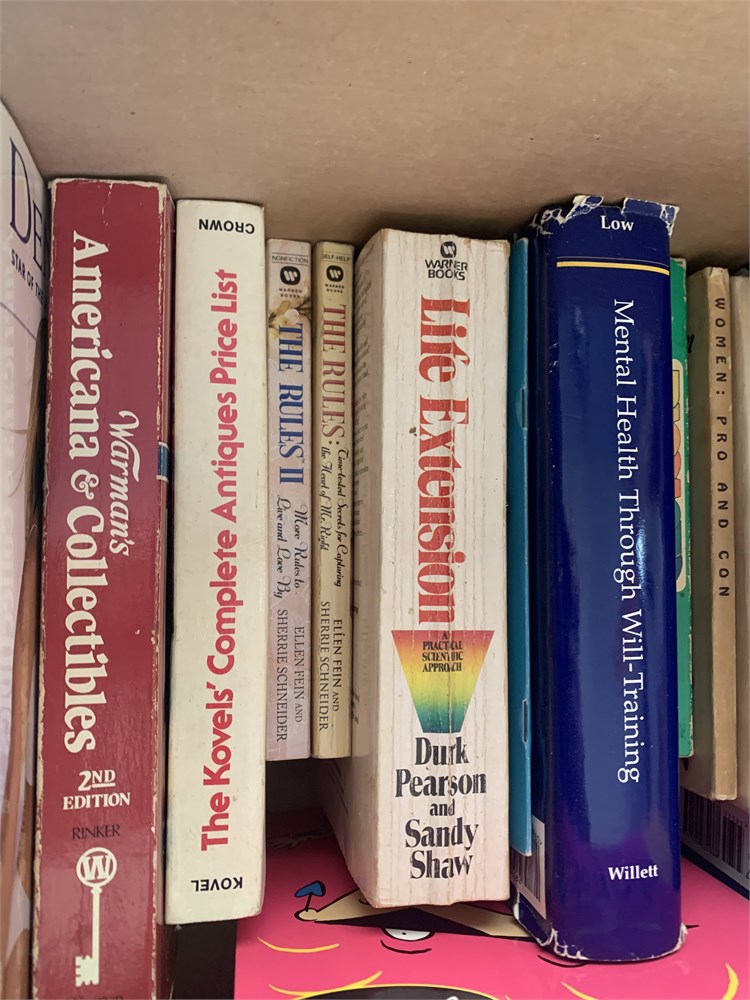 DE
STAR OF THE
Warman's
Americana & Collectibles
2ND
EDITION
RINKER
W
CROWN
The Kovels' Complete Antiques Price List
KOVEL
NONFICTION
WARNER
BOOKS
THE RULES II
More Rules to
Live and Love By
ELLEN FEIN AND
SHERRIE SCHNEIDER
SELF-HELP
WARNER
BOOKS
THE RULES:
Time-tested Secrets for Capturing
the Heart of Mr. Right
ELLEN FEIN AND
SHERRIE SCHNEIDER
WARNER
BOOKS
Life Extension
A
PRACTICAL
SCIENTIFIC
APPROACH
Durk
Pearson
and
Sandy
Shaw
Low
Mental Health Through Will-Training
Willett
WOMEN: PRO AND CON